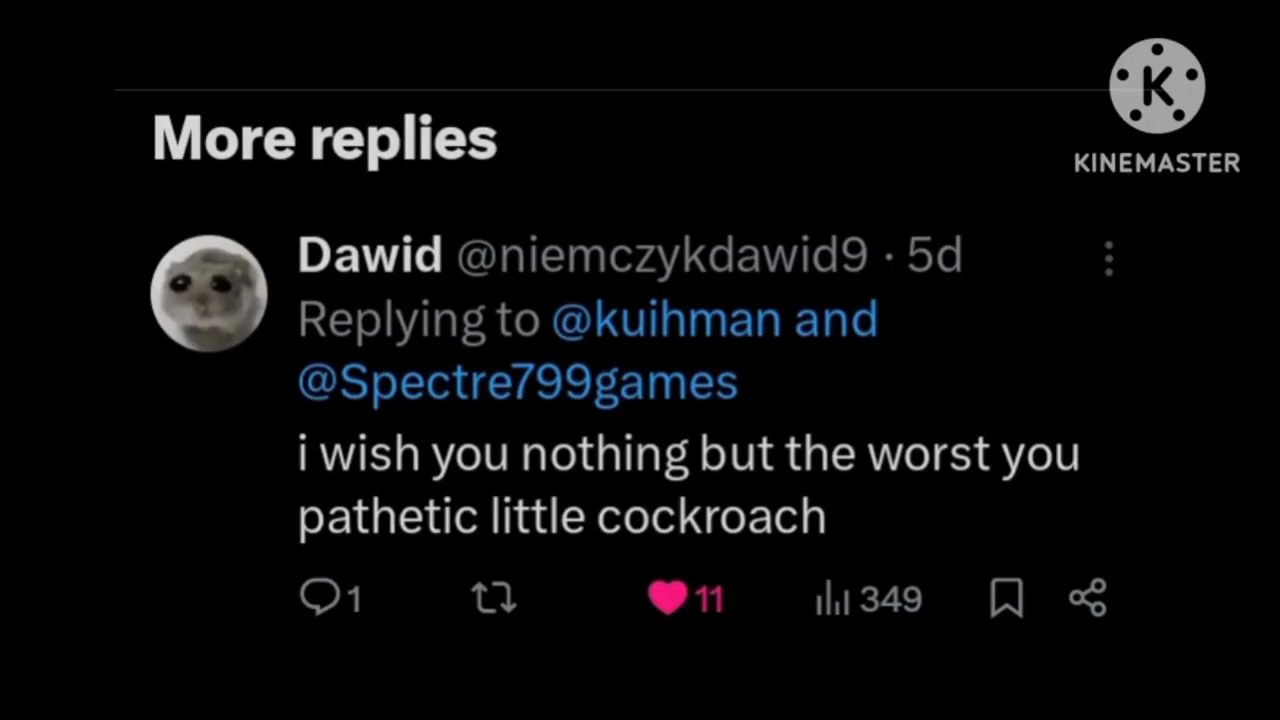 K
KINEMASTER
More replies
Dawid @niemczykdawid9 · 5d
Replying to @kuihman and
@Spectre799games
i wish you nothing but the worst you
pathetic little cockroach
1 11 349